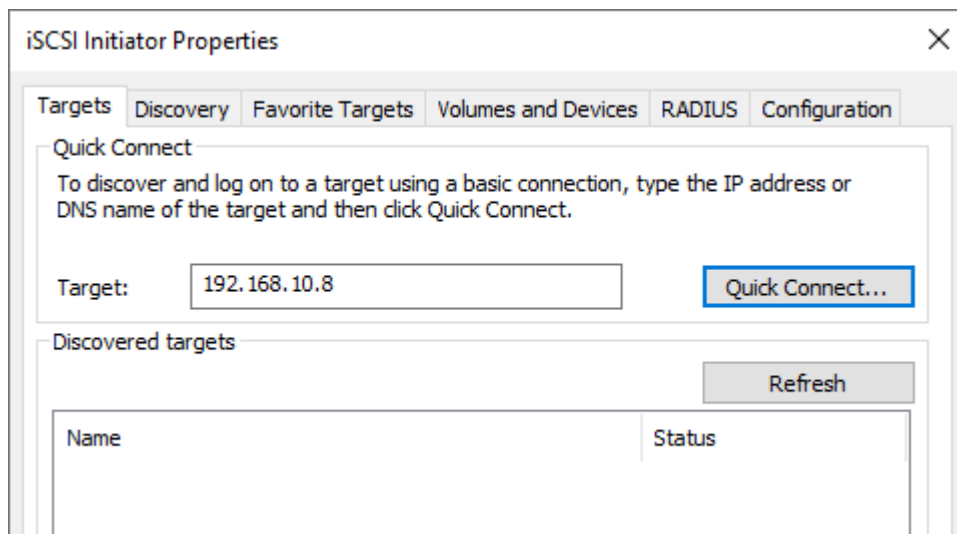 iSCSI Initiator Properties
Targets Discovery Favorite Targets Volumes and Devices RADIUS Configuration
Quick Connect
To discover and log on to a target using a basic connection, type the IP address or
DNS name of the target and then click Quick Connect.
Target: 192.168.10.8 Quick Connect...
Discovered targets
Refresh
Name Status